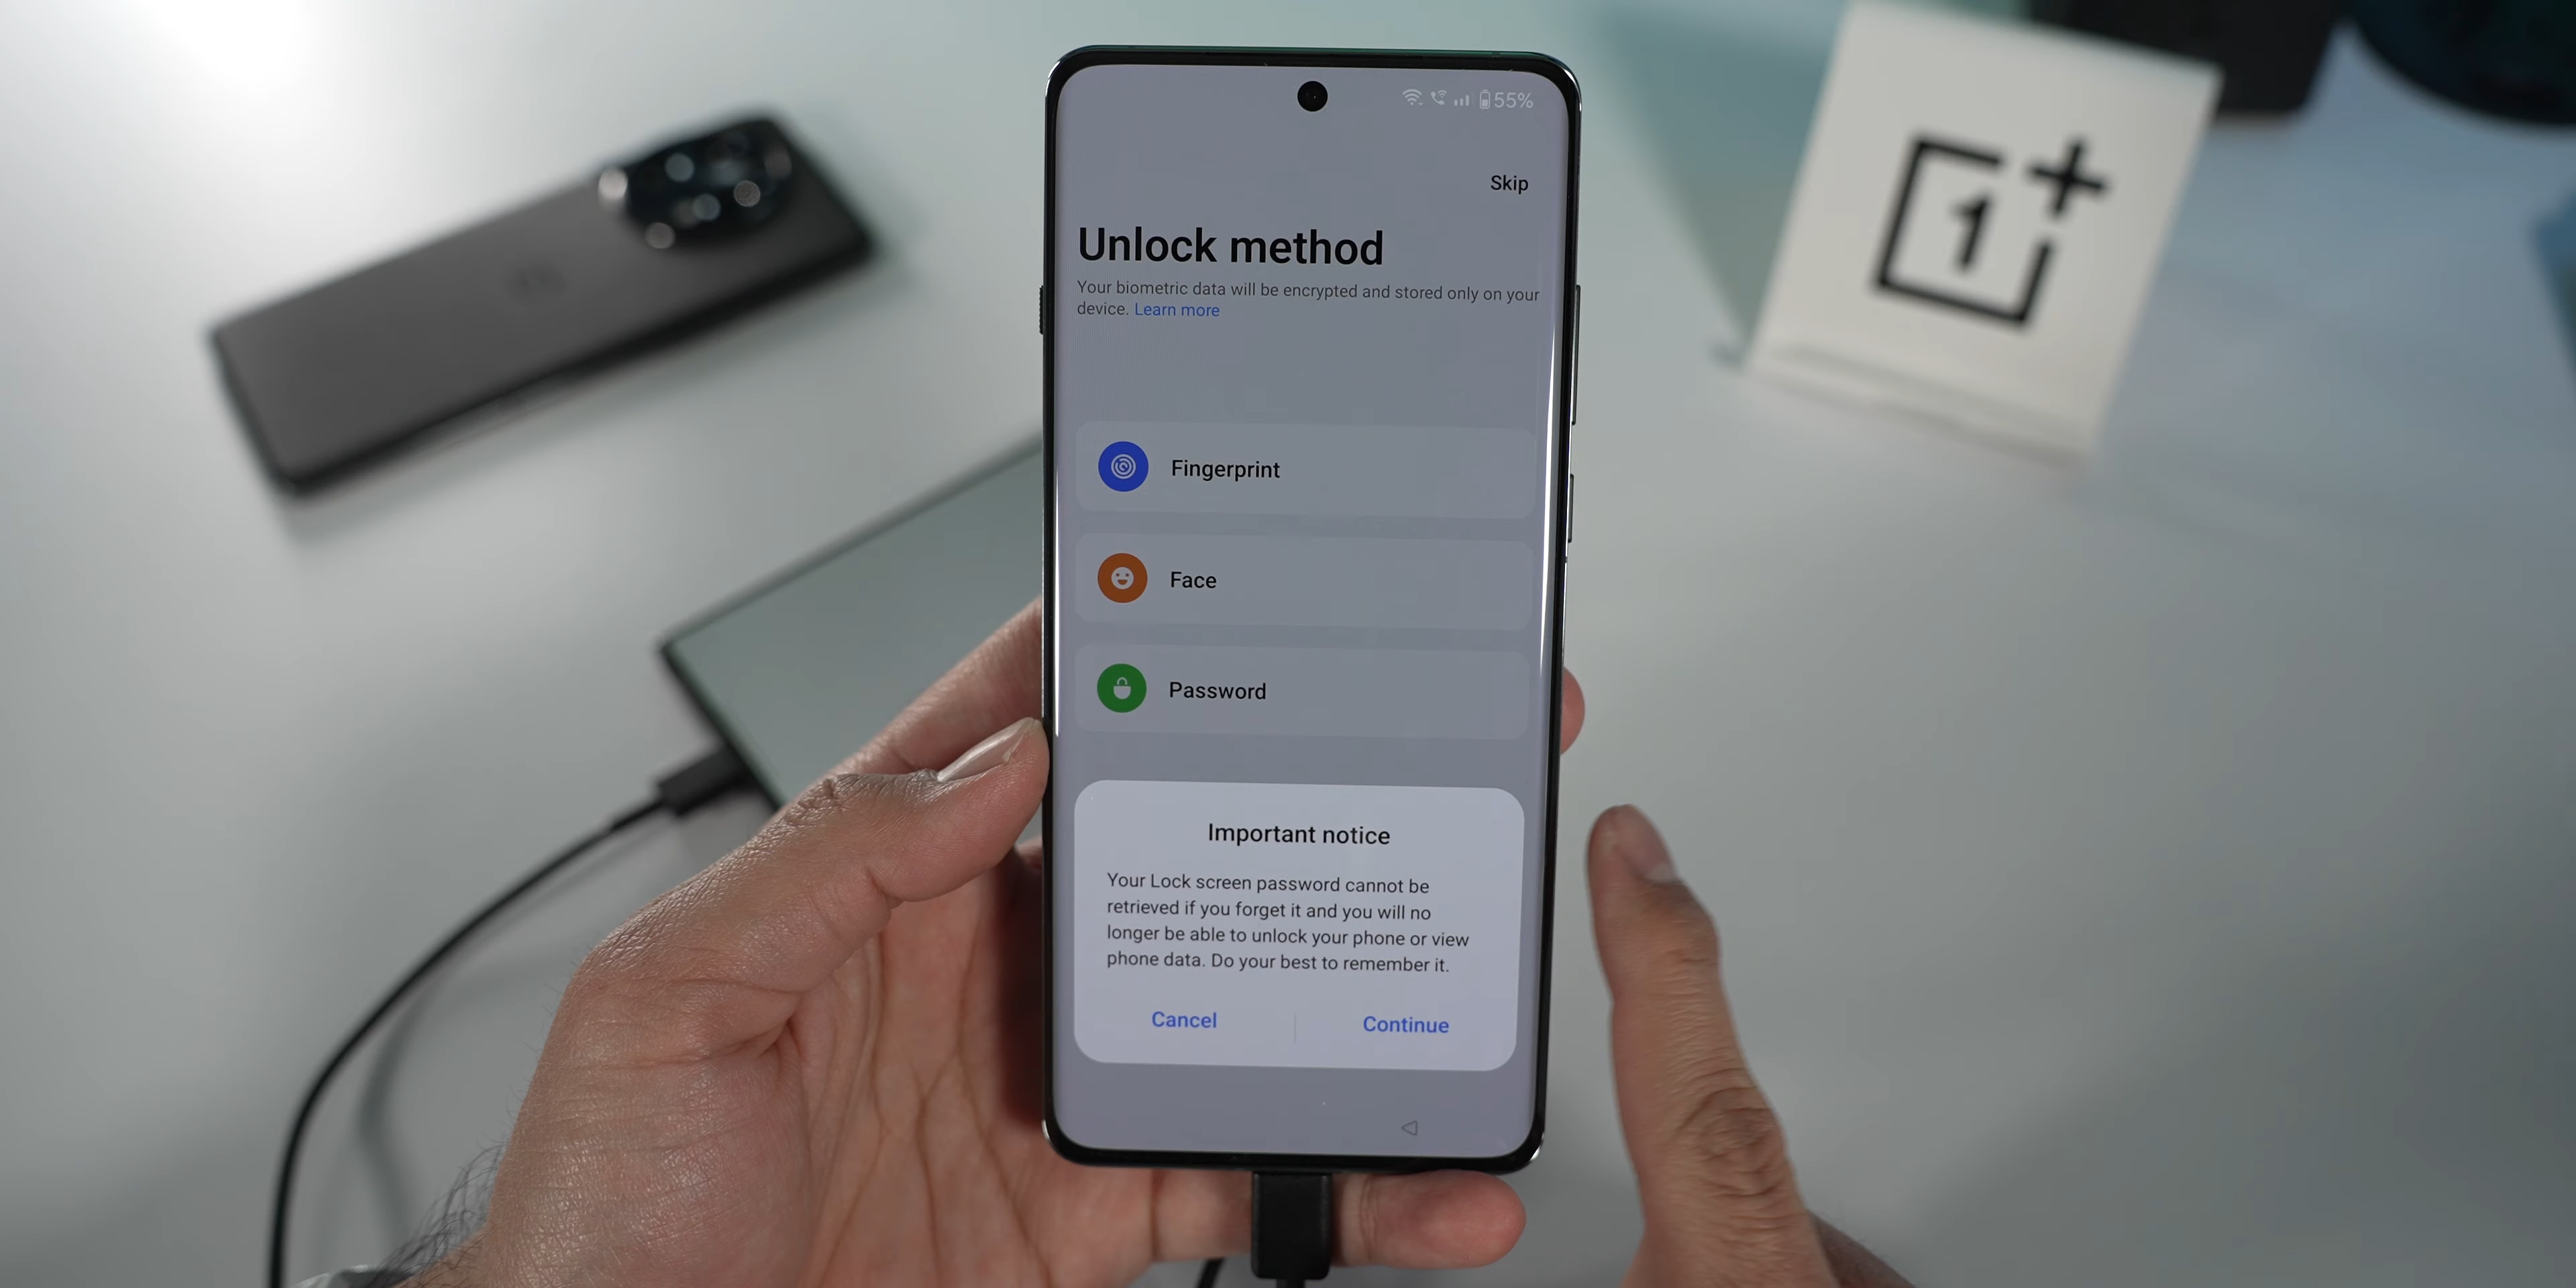 55%
Skip
Unlock method
Your biometric data will be encrypted and stored only on your
device. Learn more
Fingerprint
Face
Password
Important notice
Your Lock screen password cannot be
retrieved if you forget it and you will no
longer be able to unlock your phone or view
phone data. Do your best to remember it.
Cancel
Continue
1+